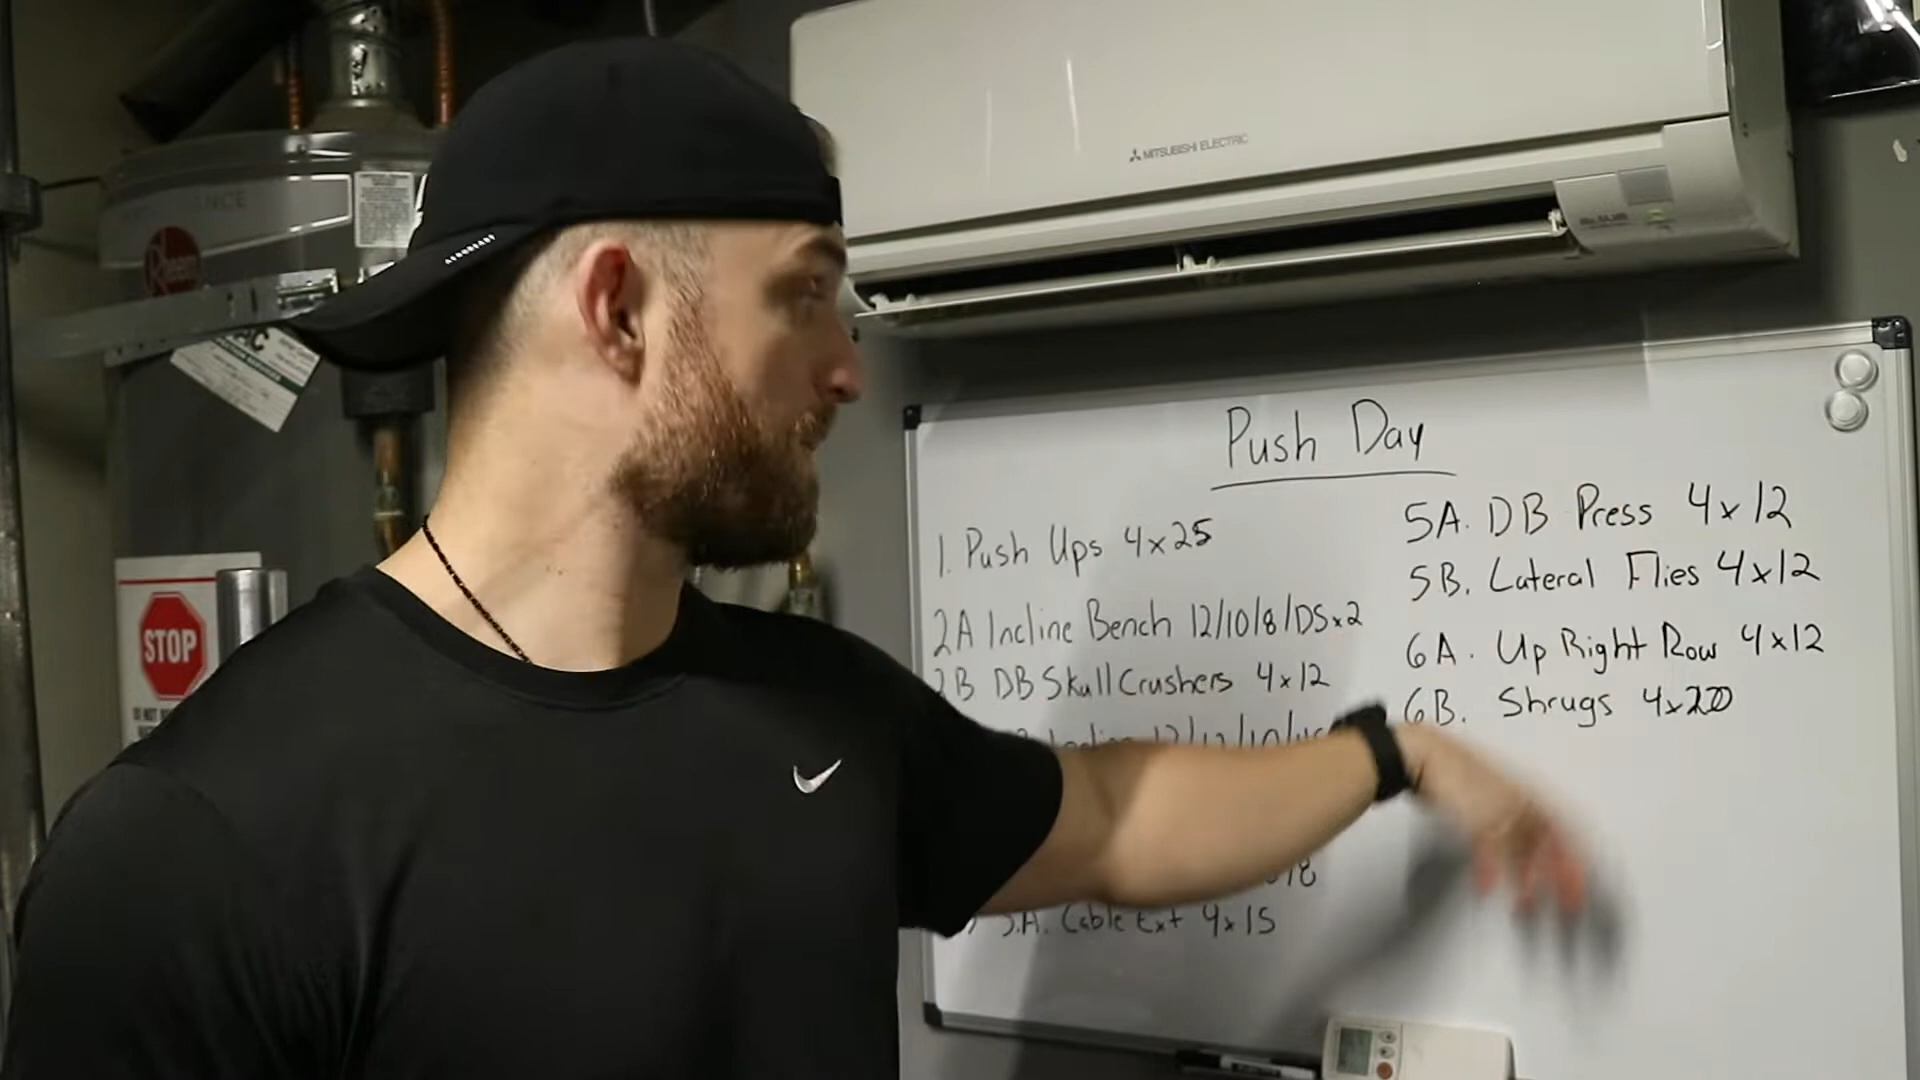 MITSUBISHI ELECTRIC
Rheem
AEROREADY
STOP
Push Day
1. Push Ups 4x25
2A Incline Bench 12/10/8/DSx2
2B DB Skull Crushers 4x12
S.A. Cable Ext 4x15
5A. DB Press 4x12
5B. Lateral Flies 4x12
6A. Up Right Row 4x12
6B. Shrugs 4x20